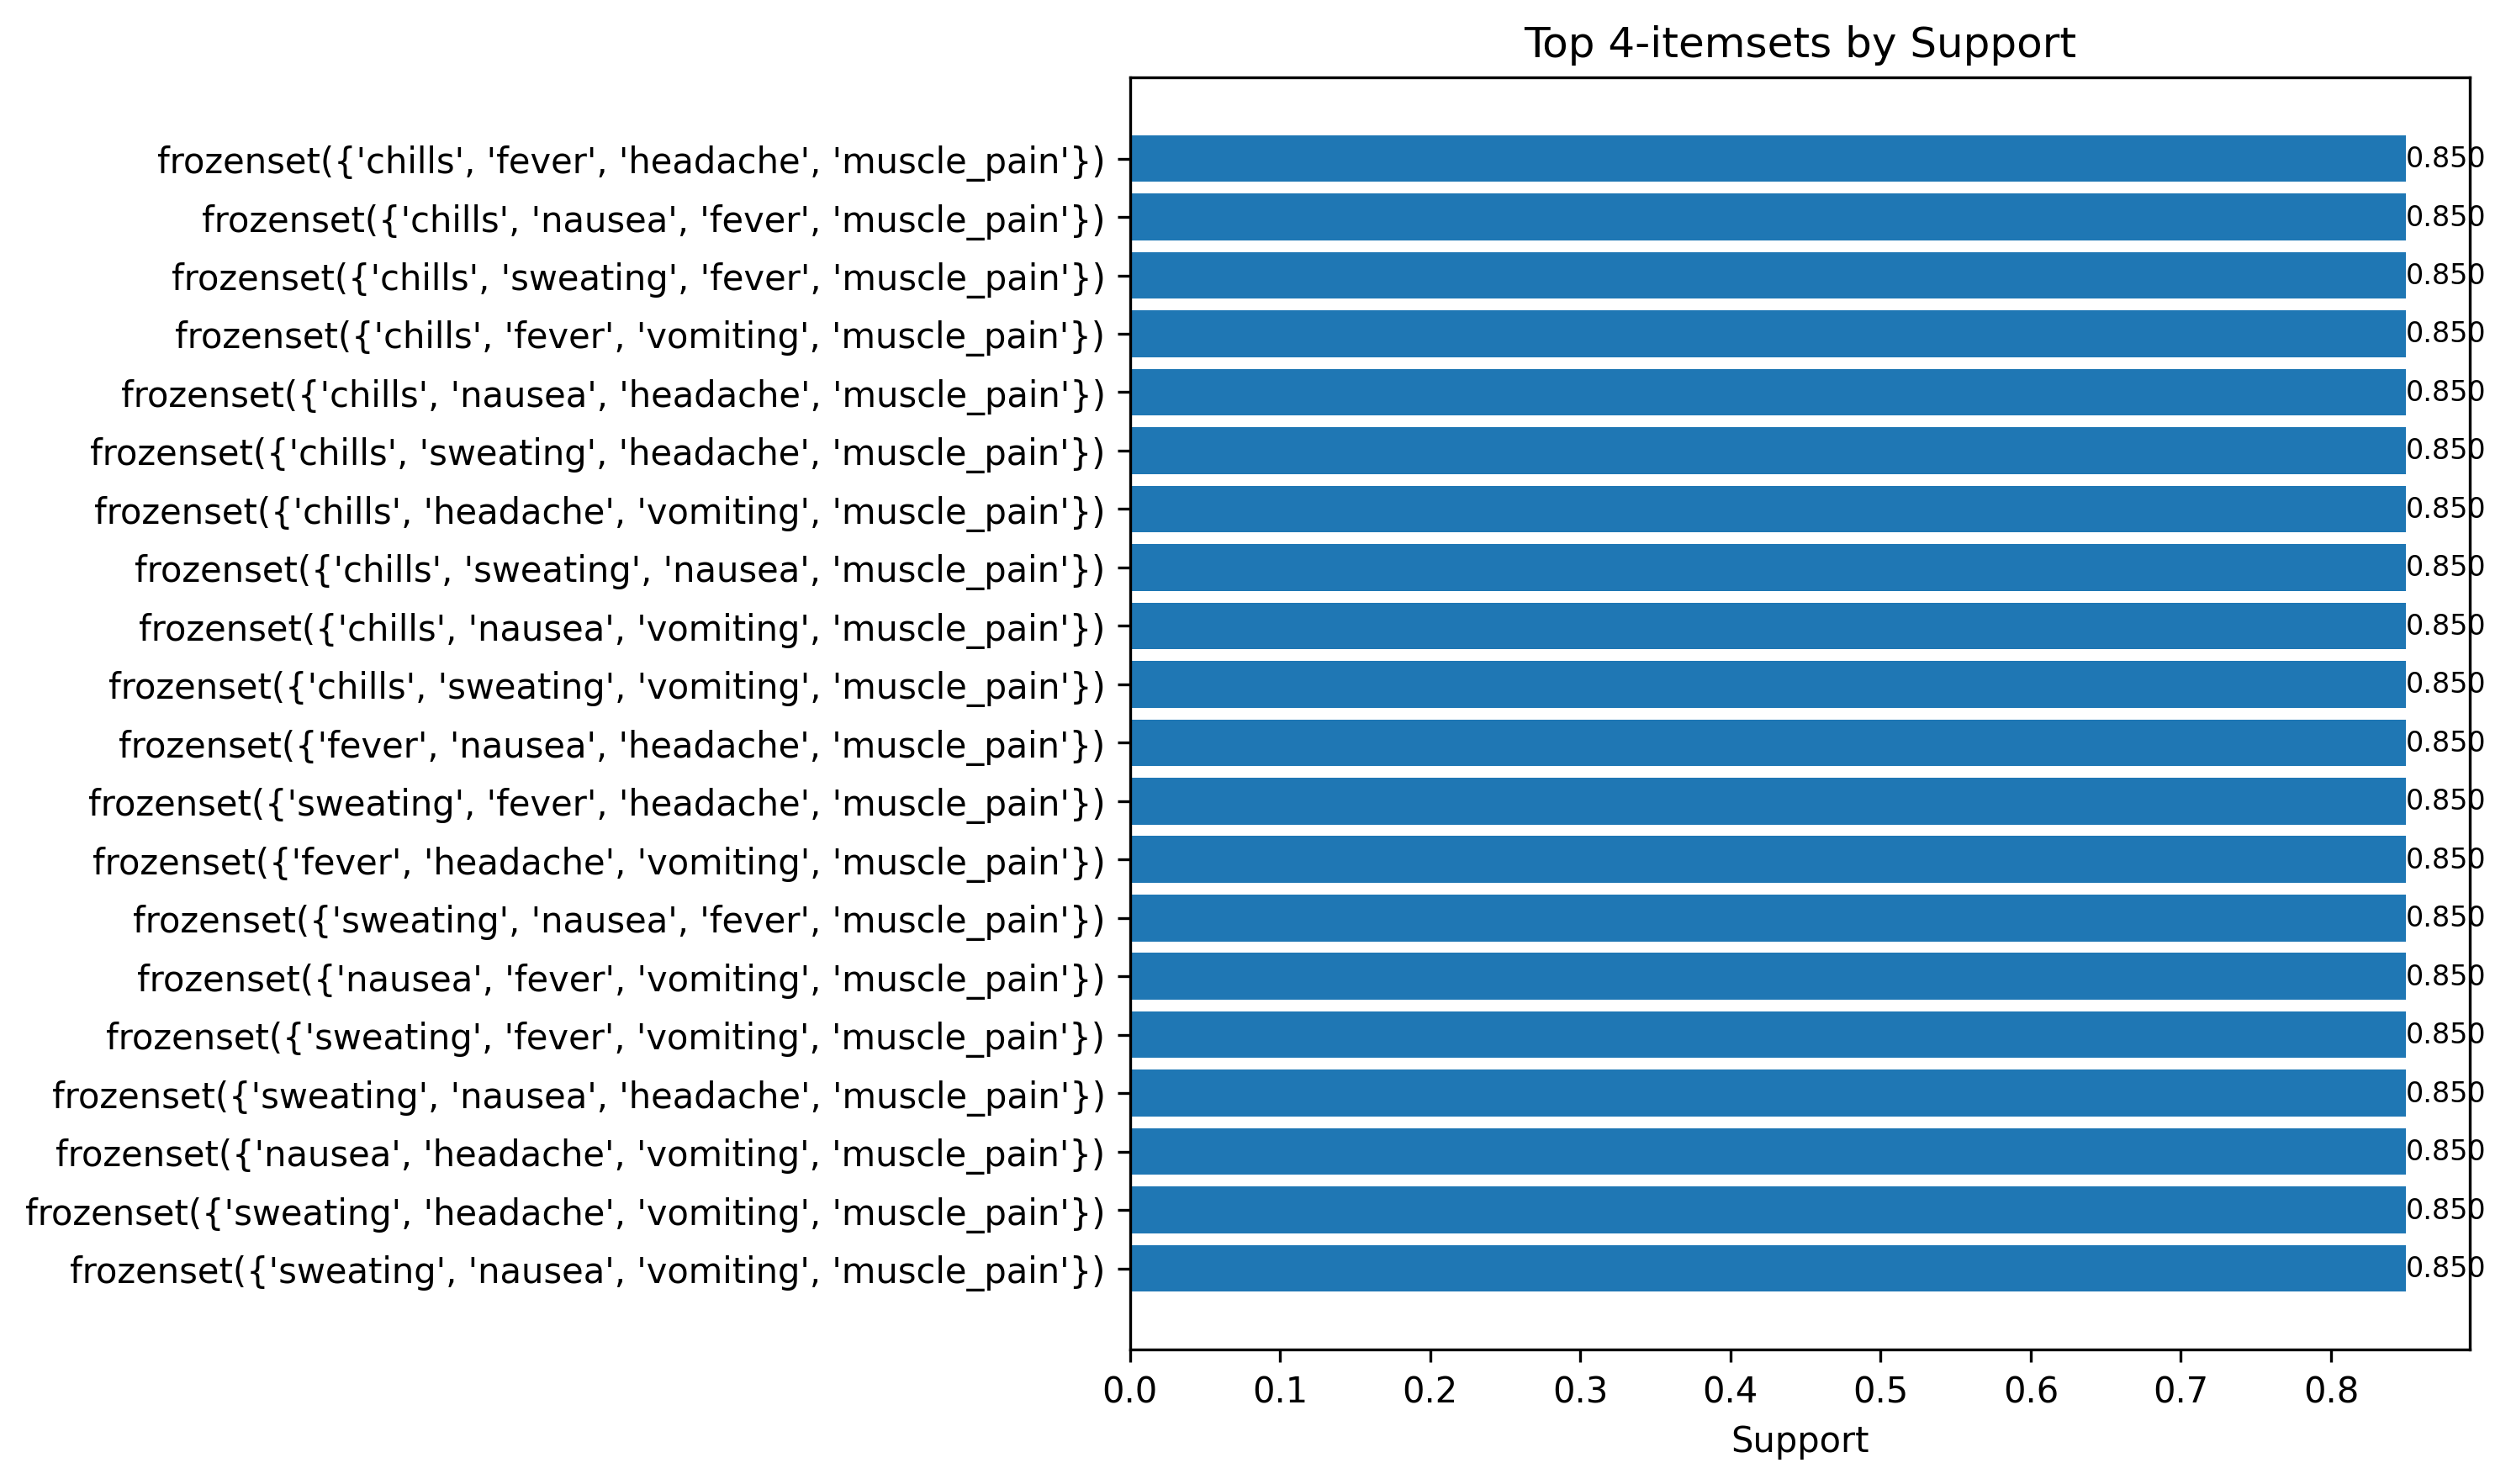 Top 4-itemsets by Support
frozenset({'chills', 'fever', 'headache', 'muscle_pain'}) 0.850
frozenset({'chills', 'nausea', 'fever', 'muscle_pain'}) 0.850
frozenset({'chills', 'sweating', 'fever', 'muscle_pain'}) 0.850
frozenset({'chills', 'fever', 'vomiting', 'muscle_pain'}) 0.850
frozenset({'chills', 'nausea', 'headache', 'muscle_pain'}) 0.850
frozenset({'chills', 'sweating', 'headache', 'muscle_pain'}) 0.850
frozenset({'chills', 'headache', 'vomiting', 'muscle_pain'}) 0.850
frozenset({'chills', 'sweating', 'nausea', 'muscle_pain'}) 0.850
frozenset({'chills', 'nausea', 'vomiting', 'muscle_pain'}) 0.850
frozenset({'chills', 'sweating', 'vomiting', 'muscle_pain'}) 0.850
frozenset({'fever', 'nausea', 'headache', 'muscle_pain'}) 0.850
frozenset({'sweating', 'fever', 'headache', 'muscle_pain'}) 0.850
frozenset({'fever', 'headache', 'vomiting', 'muscle_pain'}) 0.850
frozenset({'sweating', 'nausea', 'fever', 'muscle_pain'}) 0.850
frozenset({'nausea', 'fever', 'vomiting', 'muscle_pain'}) 0.850
frozenset({'sweating', 'fever', 'vomiting', 'muscle_pain'}) 0.850
frozenset({'sweating', 'nausea', 'headache', 'muscle_pain'}) 0.850
frozenset({'nausea', 'headache', 'vomiting', 'muscle_pain'}) 0.850
frozenset({'sweating', 'headache', 'vomiting', 'muscle_pain'}) 0.850
frozenset({'sweating', 'nausea', 'vomiting', 'muscle_pain'}) 0.850
0.0 0.1 0.2 0.3 0.4 0.5 0.6 0.7 0.8
Support